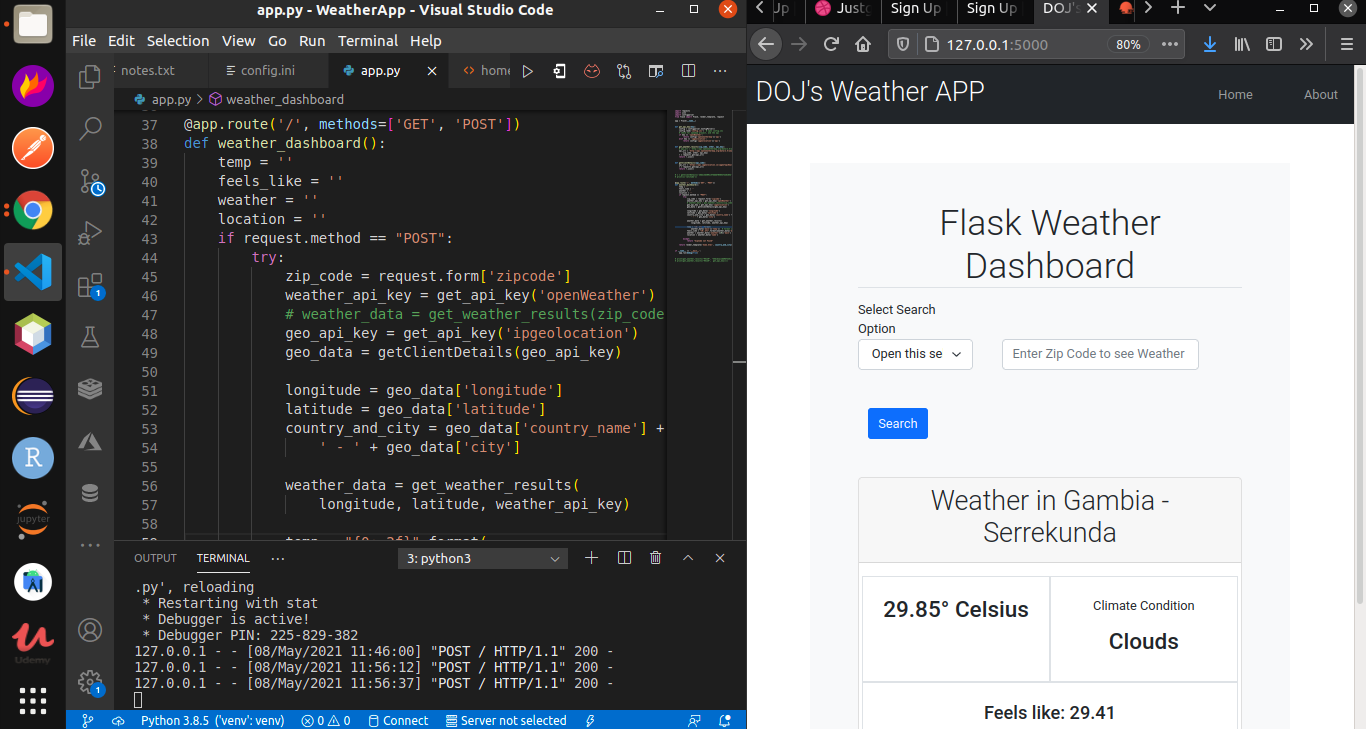 app.py - WeatherApp - Visual Studio Code
File Edit Selection View Go Run Terminal Help
notes.txt config.ini app.py home
app.py > weather_dashboard
37 @app.route('/', methods=['GET', 'POST'])
38 def weather_dashboard():
39 temp = ''
40 feels_like = ''
41 weather = ''
42 location = ''
43 if request.method == "POST":
44 try:
45 zip_code = request.form['zipcode']
46 weather_api_key = get_api_key('openWeather')
47 # weather_data = get_weather_results(zip_code
48 geo_api_key = get_api_key('ipgeolocation')
49 geo_data = getClientDetails(geo_api_key)
50
51 longitude = geo_data['longitude']
52 latitude = geo_data['latitude']
53 country_and_city = geo_data['country_name'] +
54 ' - ' + geo_data['city']
55
56 weather_data = get_weather_results(
57 longitude, latitude, weather_api_key)
58
OUTPUT TERMINAL ··· 3: python3
.py', reloading
* Restarting with stat
* Debugger is active!
* Debugger PIN: 225-829-382
127.0.0.1 - - [08/May/2021 11:46:00] "POST / HTTP/1.1" 200 -
127.0.0.1 - - [08/May/2021 11:56:12] "POST / HTTP/1.1" 200 -
127.0.0.1 - - [08/May/2021 11:56:37] "POST / HTTP/1.1" 200 -
Python 3.8.5 ('venv': venv) 0 0 Connect Server not selected
R
jupyter
Udemy
1
1
Up Justg Sign Up Sign Up DOJ's
127.0.0.1:5000 80%
DOJ's Weather APP Home About
Flask Weather
Dashboard
Select Search
Option
Open this se Enter Zip Code to see Weather
Search
Weather in Gambia -
Serrekunda
29.85° Celsius
Climate Condition
Clouds
Feels like: 29.41